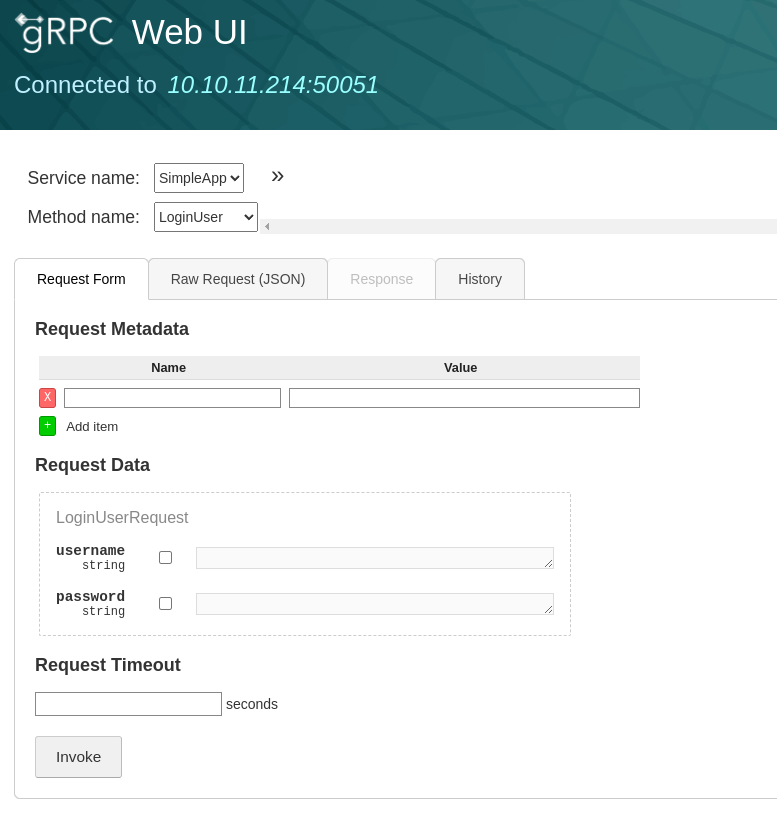 gRPC Web UI
Connected to 10.10.11.214:50051
Service name: SimpleApp »
Method name: LoginUser
Request Form Raw Request (JSON) Response History
Request Metadata
Name Value
X
+ Add item
Request Data
LoginUserRequest
username
string
password
string
Request Timeout
seconds
Invoke